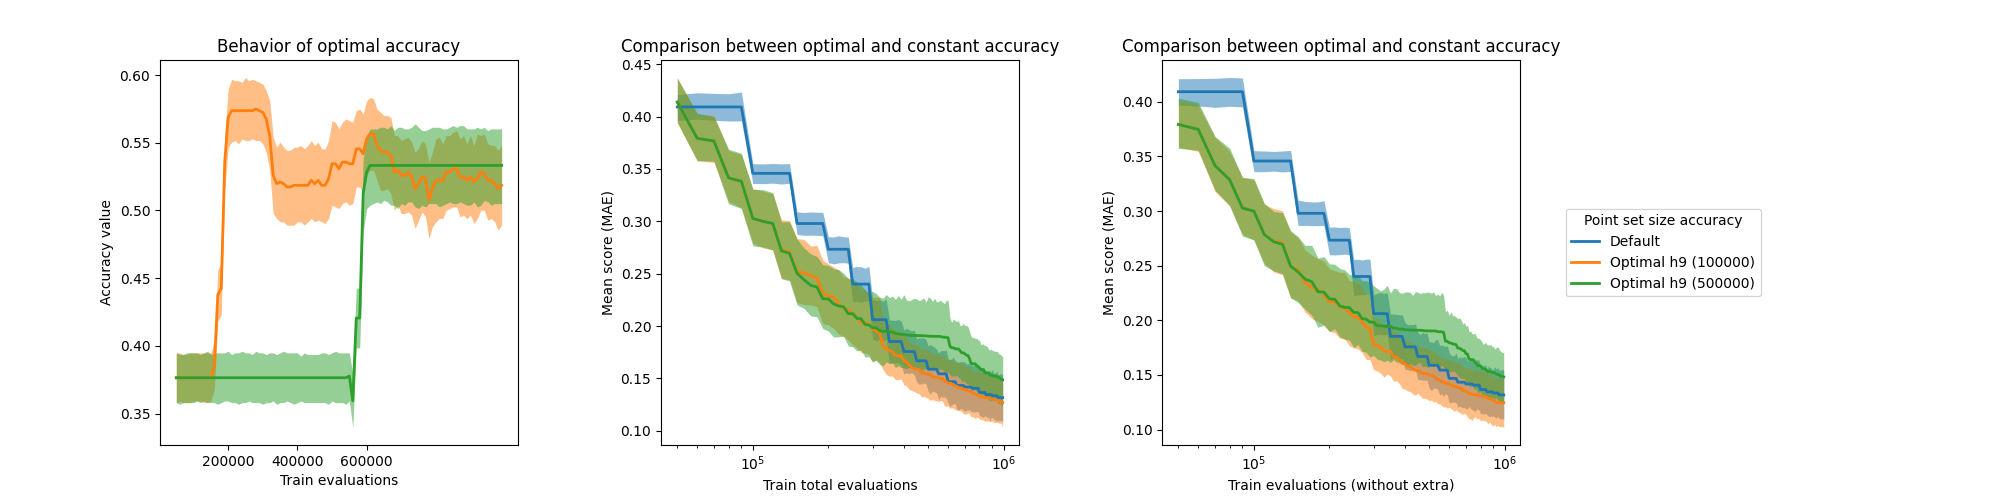 Behavior of optimal accuracy
0.60
0.55
0.50
0.45
0.40
0.35
Accuracy value
200000 400000 600000
Train evaluations
Comparison between optimal and constant accuracy
0.45
0.40
0.35
0.30
0.25
0.20
0.15
0.10
Mean score (MAE)
10^5 10^6
Train total evaluations
Comparison between optimal and constant accuracy
0.40
0.35
0.30
0.25
0.20
0.15
0.10
Mean score (MAE)
10^5 10^6
Train evaluations (without extra)
Point set size accuracy
Default
Optimal h9 (100000)
Optimal h9 (500000)